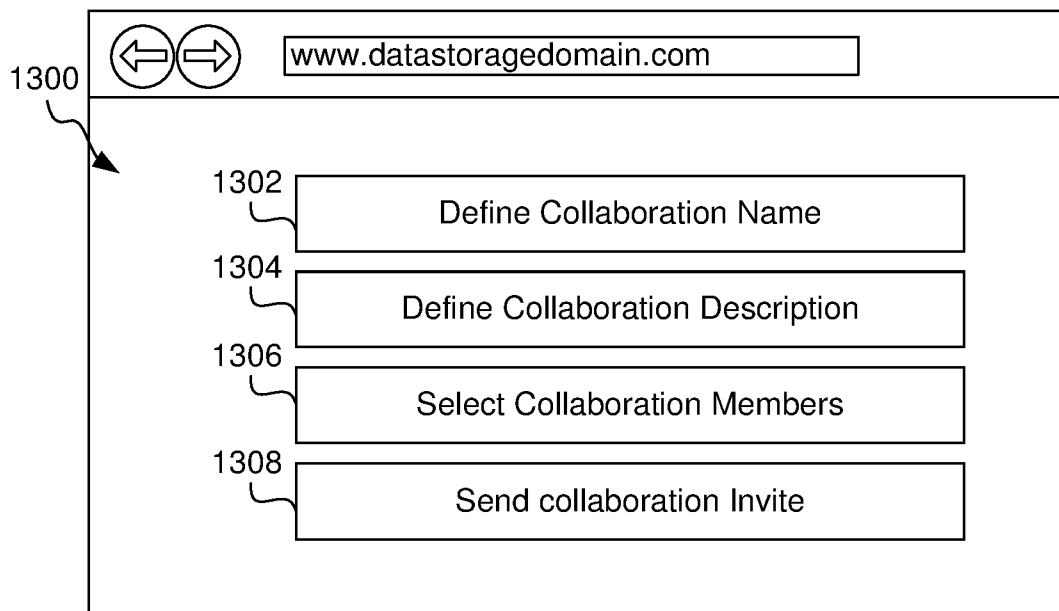 www.datastoragedomain.com
1300
1302
Define Collaboration Name
1304
Define Collaboration Description
1306
Select Collaboration Members
1308
Send collaboration Invite